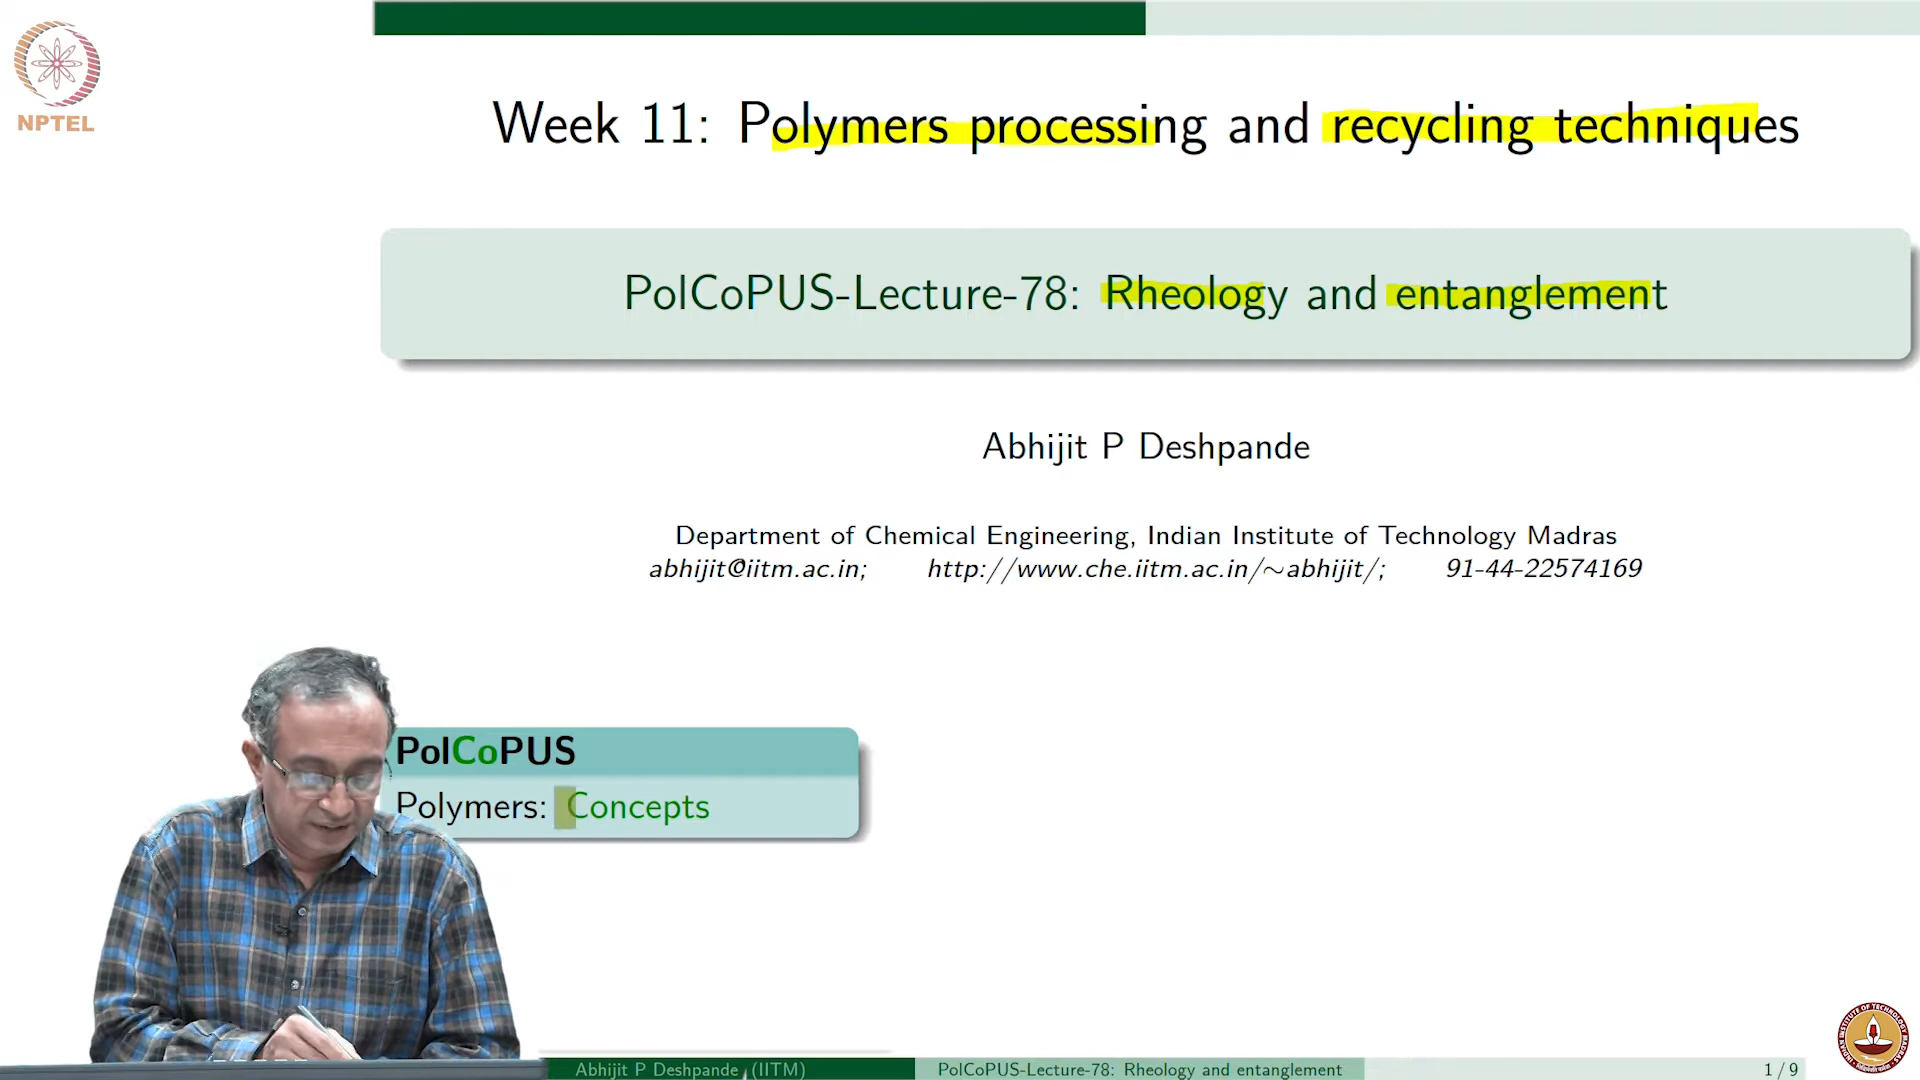 NPTEL
Week 11: Polymers processing and recycling techniques
PolCoPUS-Lecture-78: Rheology and entanglement
Abhijit P Deshpande
Department of Chemical Engineering, Indian Institute of Technology Madras
abhijit@iitm.ac.in; http://www.che.iitm.ac.in/~abhijit/; 91-44-22574169
PolCoPUS
Polymers: Concepts
Abhijit P Deshpande (IITM) PolCoPUS-Lecture-78: Rheology and entanglement 1 / 9